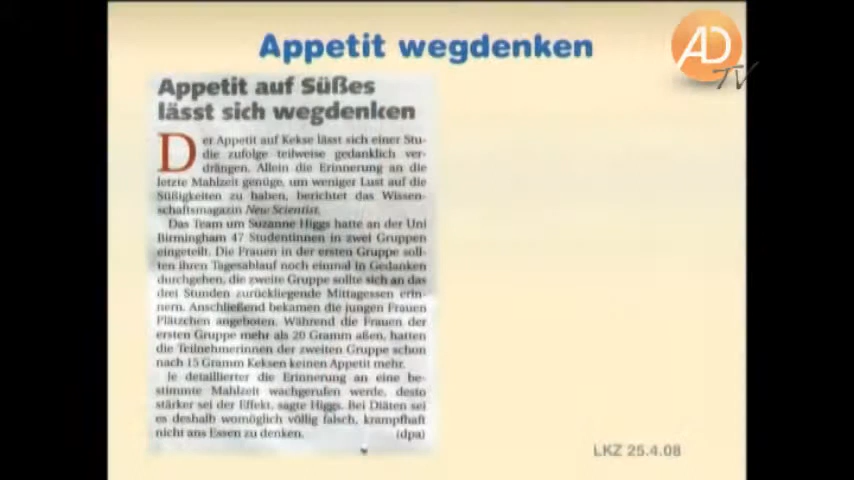 Appetit wegdenken
AD
TV
Appetit auf Süßes
lässt sich wegdenken
Der Appetit auf Kekse lässt sich einer Stu-
die zufolge teilweise gedanklich ver-
drängen. Allein die Erinnerung an die
letzte Mahlzeit genüge, um weniger Lust auf die
Süßigkeiten zu haben, berichtet das Wissen-
schaftsmagazin New Scientist.
Das Team um Suzanne Higgs hatte an der Uni
Birmingham 47 Studentinnen in zwei Gruppen
eingeteilt. Die Frauen in der ersten Gruppe soll-
ten ihren Tagesablauf noch einmal in Gedanken
durchgehen, die zweite Gruppe sollte sich an das
drei Stunden zurückliegende Mittagessen erin-
nern. Anschließend bekamen die jungen Frauen
Plätzchen angeboten. Während die Frauen der
ersten Gruppe mehr als 20 Gramm aßen, hatten
die Teilnehmerinnen der zweiten Gruppe schon
nach 15 Gramm Keksen keinen Appetit mehr.
Je detaillierter die Erinnerung an eine be-
stimmte Mahlzeit wachgerufen werde, desto
stärker sei der Effekt, sagte Higgs. Bei Diäten sei
es deshalb womöglich völlig falsch, krampfhaft
nicht ans Essen zu denken. (dpa)
LKZ 25.4.08